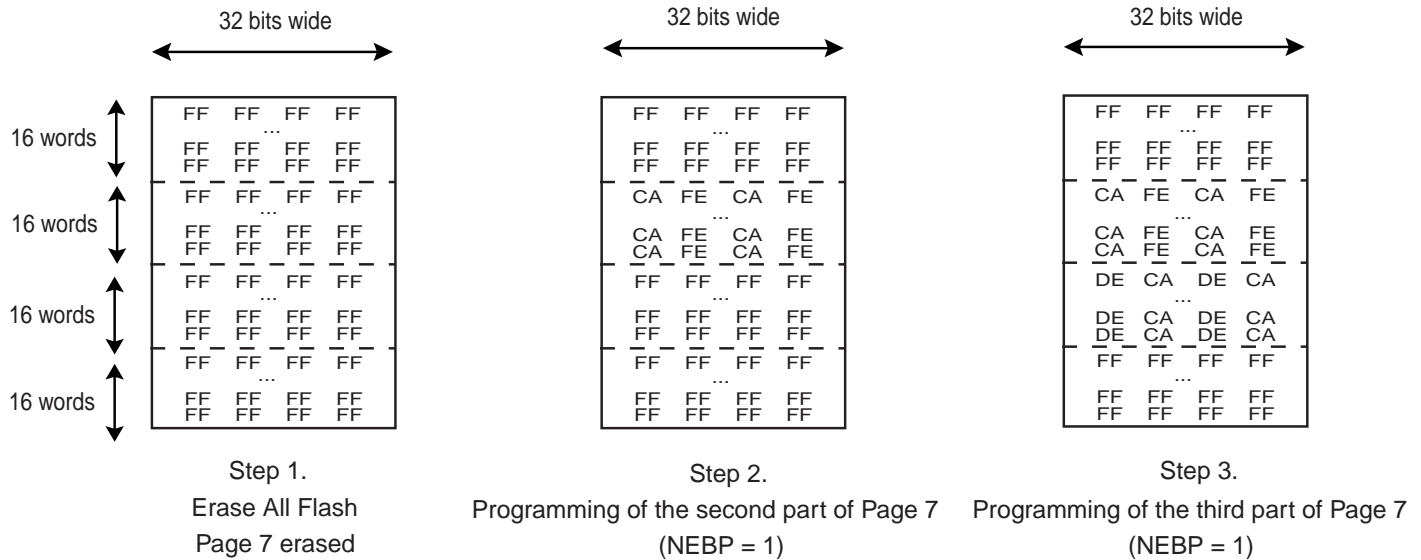 32 bits wide
32 bits wide
32 bits wide
16 words
FF FF FF FF
...
FF FF FF FF
FF FF FF FF
16 words
FF FF FF FF
...
FF FF FF FF
FF FF FF FF
16 words
FF FF FF FF
...
FF FF FF FF
FF FF FF FF
16 words
FF FF FF FF
...
FF FF FF FF
FF FF FF FF
Step 1.
Erase All Flash
Page 7 erased
FF FF FF FF
...
FF FF FF FF
FF FF FF FF
CA FE CA FE
...
CA FE CA FE
CA FE CA FE
FF FF FF FF
...
FF FF FF FF
FF FF FF FF
FF FF FF FF
...
FF FF FF FF
FF FF FF FF
Step 2.
Programming of the second part of Page 7
(NEBP = 1)
FF FF FF FF
...
FF FF FF FF
FF FF FF FF
CA FE CA FE
...
CA FE CA FE
CA FE CA FE
DE CA DE CA
...
DE CA DE CA
DE CA DE CA
FF FF FF FF
...
FF FF FF FF
FF FF FF FF
Step 3.
Programming of the third part of Page 7
(NEBP = 1)